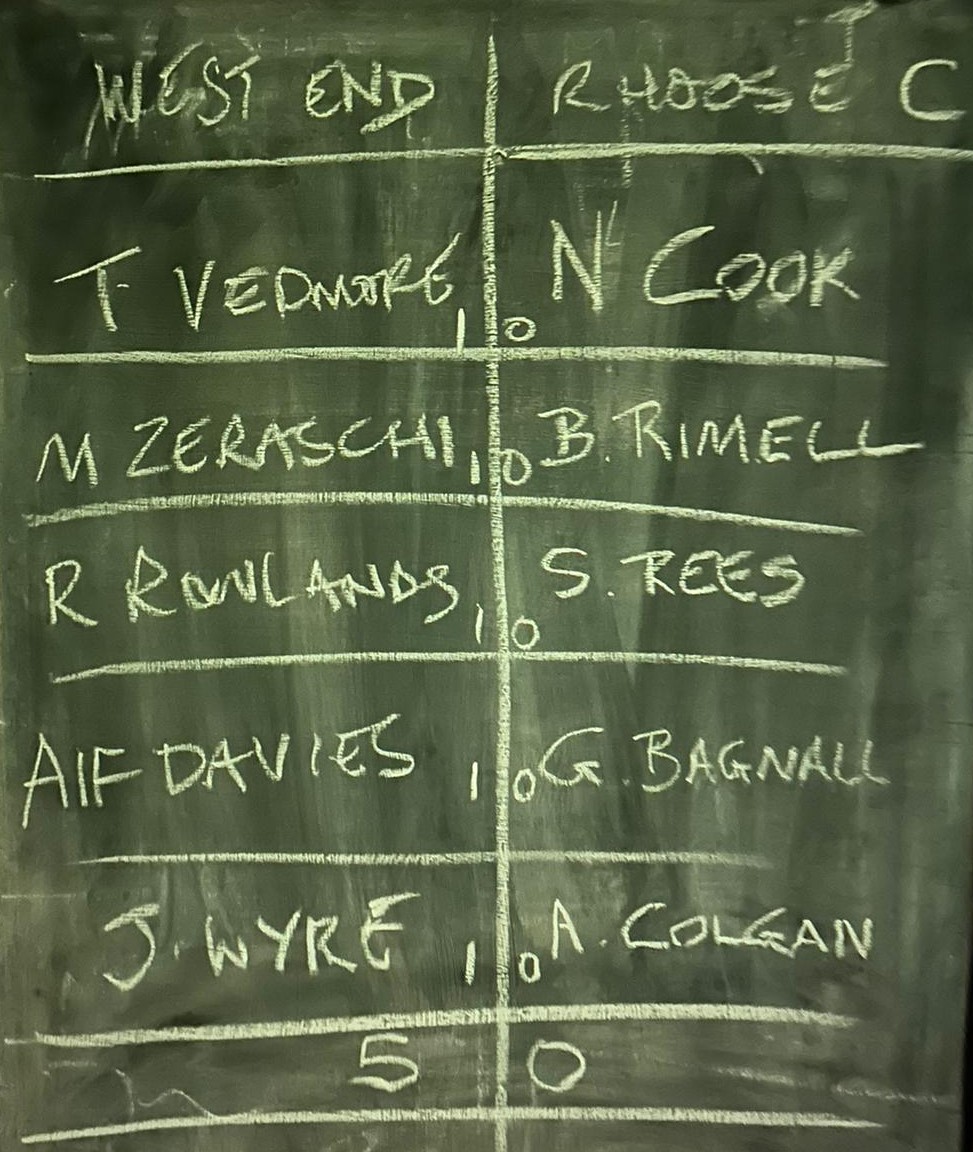 WEST END RHOOSE C
T VEDMORE 1 0 N COOK
M ZERASCHI 1 0 B. RIMELL
R ROWLANDS 1 0 S. REES
AlF DAVIES 1 0 G. BAGNALL
J. WYRE 1 0 A. COLGAN
5 0